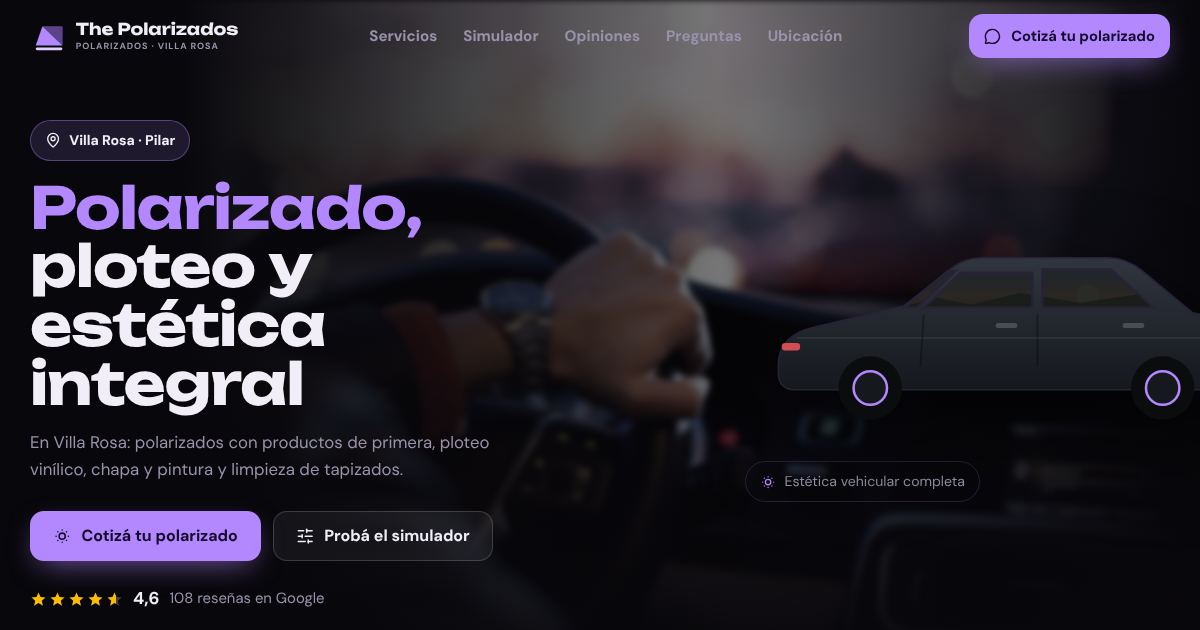 The Polarizados
POLARIZADOS · VILLA ROSA
Servicios
Simulador
Opiniones
Preguntas
Ubicación
Cotizá tu polarizado
Villa Rosa · Pilar
Polarizado,
ploteo y
estética
integral
En Villa Rosa: polarizados con productos de primera, ploteo
vinílico, chapa y pintura y limpieza de tapizados.
Estética vehicular completa
Cotizá tu polarizado
Probá el simulador
4,6 108 reseñas en Google